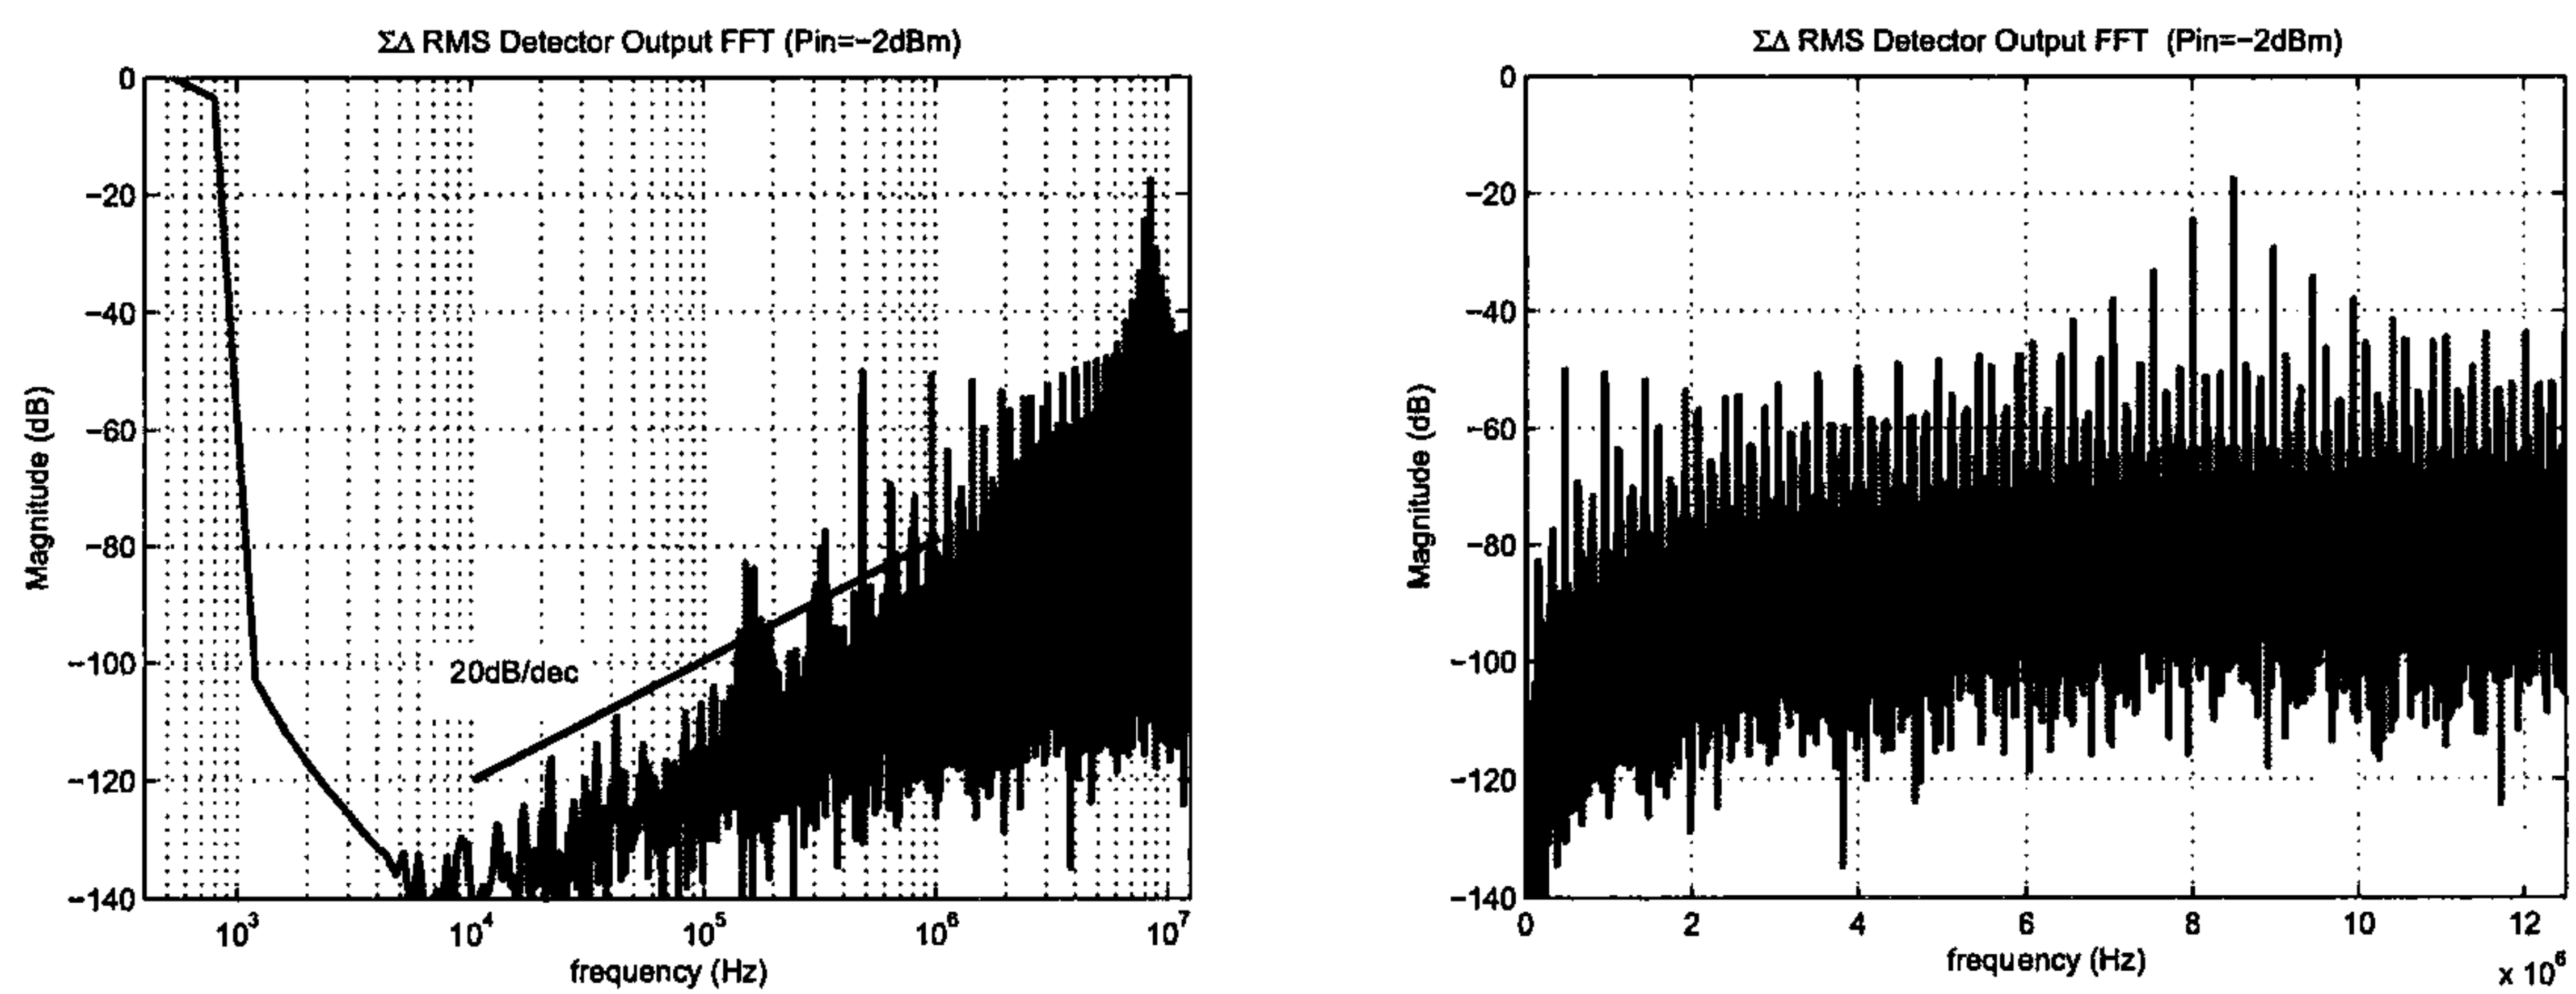 ΣΔ RMS Detector Output FFT (Pin=−2dBm)
0
−20
−40
−60
−80
−100
−120
−140
Magnitude (dB)
20dB/dec
10³
10⁴
10⁵
10⁶
10⁷
frequency (Hz)
ΣΔ RMS Detector Output FFT (Pin=−2dBm)
0
−20
−40
−60
−80
−100
−120
−140
Magnitude (dB)
0 2 4 6 8 10 12
frequency (Hz)
x 10⁶